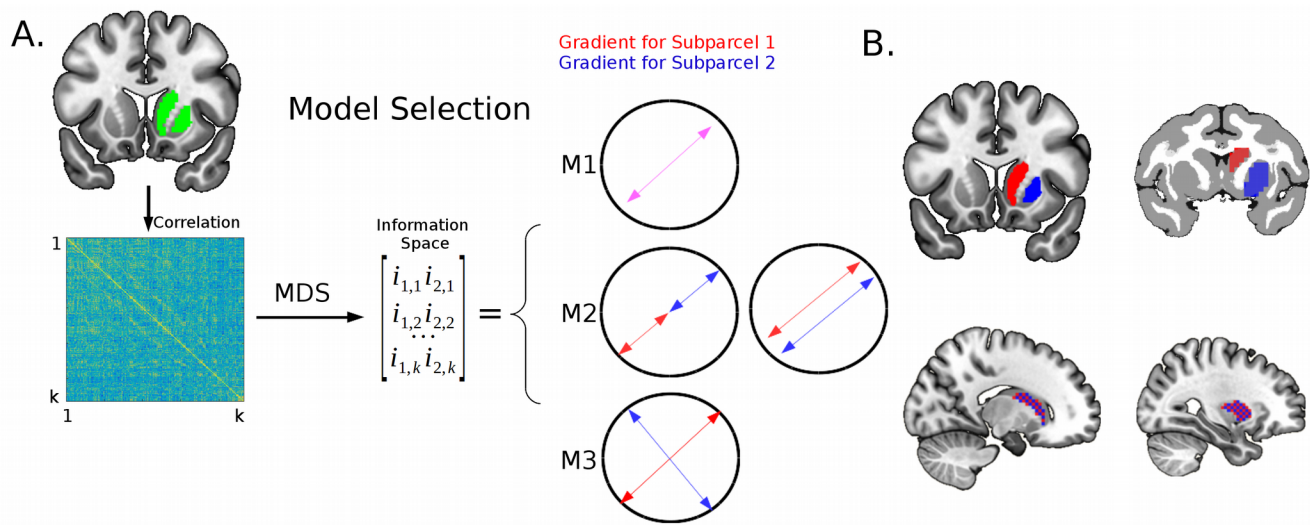 A.
Gradient for Subparcel 1
Gradient for Subparcel 2
B.
Model Selection
M1
Correlation
Information
Space
1
MDS
i1,1 i2,1
i1,2 i2,2
...
i1,k i2,k
=
M2
k
1 k
M3